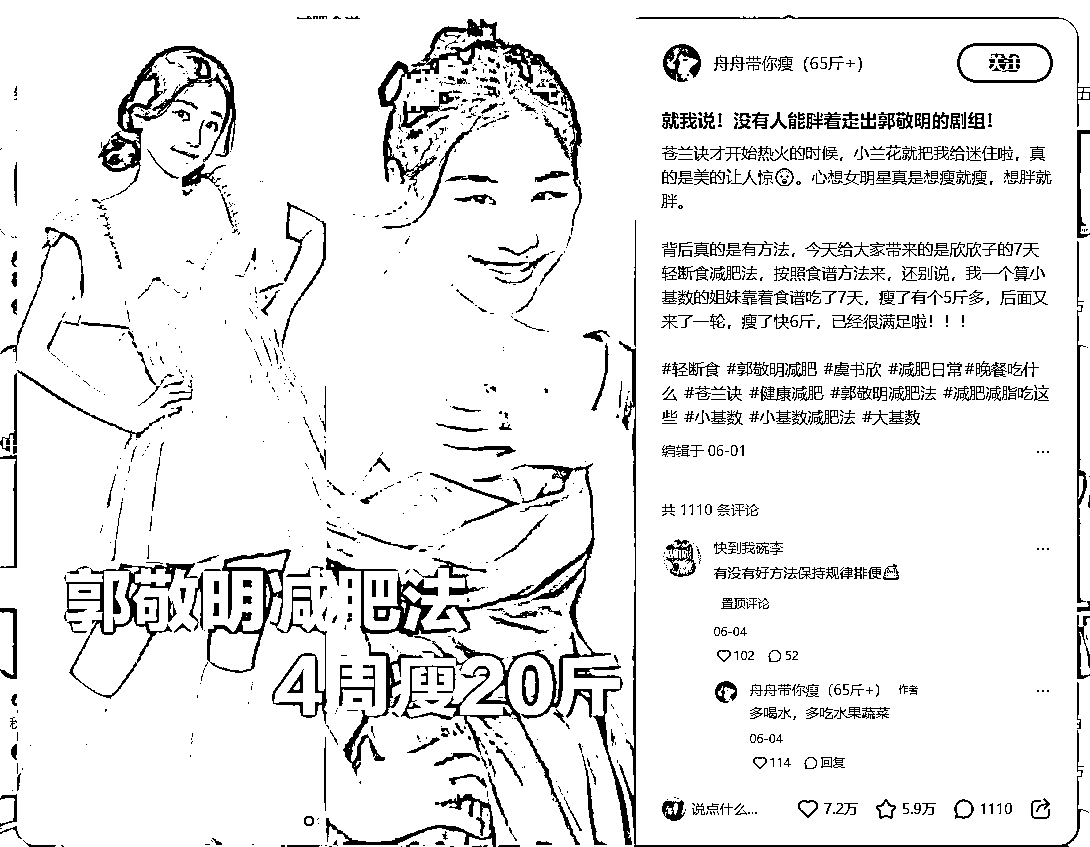 舟舟带你瘦（65斤+）
关注
就我说！没有人能胖着走出郭敬明的剧组！
苍兰诀才开始热火的时候，小兰花就把我给迷住啦，真
的是美的让人惊😲。心想女明星真是想瘦就瘦，想胖就
胖。
背后真的是有方法，今天给大家带来的是欣欣子的7天
轻断食减肥法，按照食谱方法来，还别说，我一个算小
基数的姐妹靠着食谱吃了7天，瘦了有个5斤多，后面又
来了一轮，瘦了快6斤，已经很满足啦！！！
#轻断食 #郭敬明减肥 #虞书欣 #减肥日常#晚餐吃什
么 #苍兰诀 #健康减肥 #郭敬明减肥法 #减肥减脂吃这
些 #小基数 #小基数减肥法 #大基数
编辑于 06-01
共 1110 条评论
快到我碗李
有没有好方法保持规律排便💩
置顶评论
06-04
102 52
舟舟带你瘦（65斤+） 作者
多喝水，多吃水果蔬菜
06-04
114 回复
说点什么... 7.2万 5.9万 1110
郭敬明减肥法
4周瘦20斤